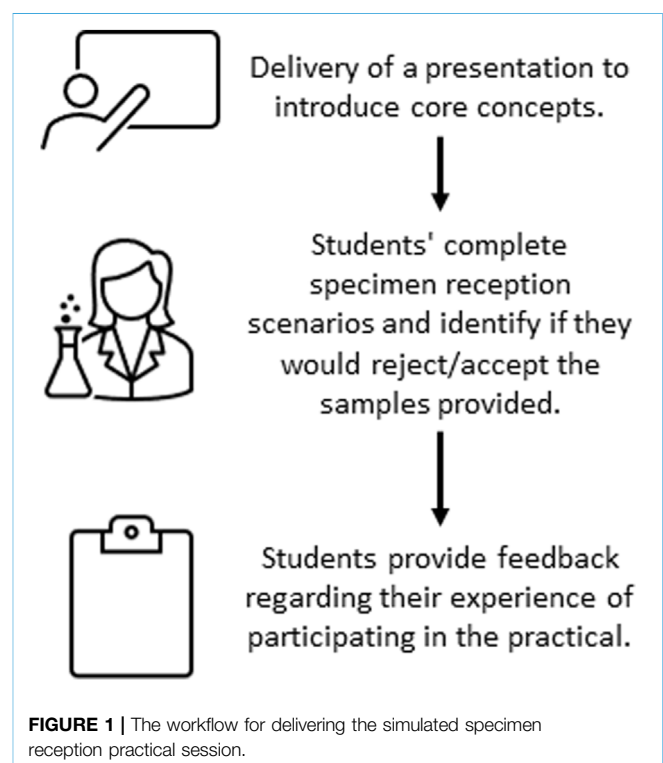 Delivery of a presentation to
introduce core concepts.
Students' complete
specimen reception
scenarios and identify if they
would reject/accept the
samples provided.
Students provide feedback
regarding their experience of
participating in the practical.
FIGURE 1 | The workflow for delivering the simulated specimen
reception practical session.